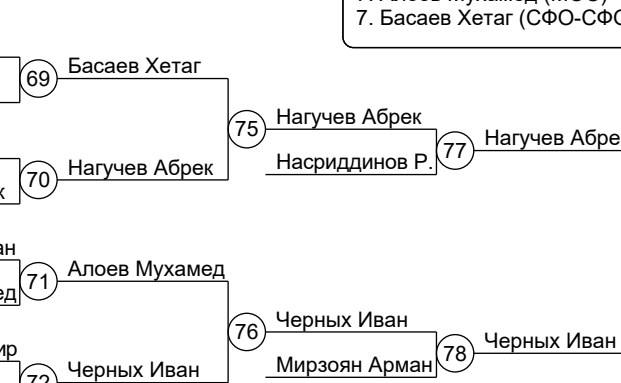 7. Басаев Хетаг (СФО-СФО
69 Басаев Хетаг
75 Нагучев Абрек
77 Нагучев Абре
Насриддинов Р.
70 Нагучев Абрек
71 Алоев Мухамед
76 Черных Иван
78 Черных Иван
Мирзоян Арман
72 Черных Иван